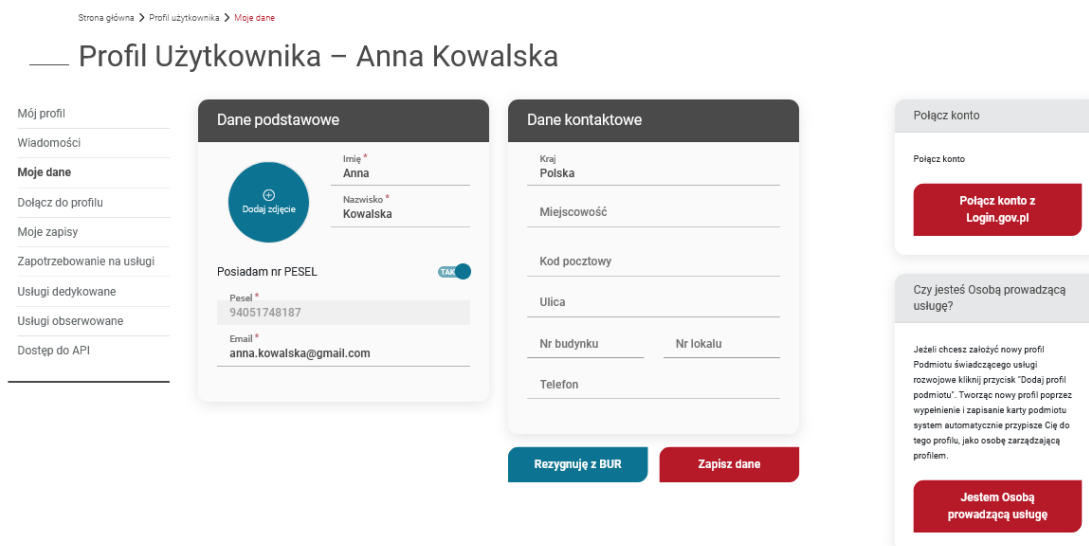 Strona główna > Profil użytkownika > Moje dane
Profil Użytkownika – Anna Kowalska
Mój profil
Wiadomości
Moje dane
Dołącz do profilu
Moje zapisy
Zapotrzebowanie na usługi
Usługi dedykowane
Usługi obserwowane
Dostęp do API
Dane podstawowe
Dodaj zdjęcie
Imię *
Anna
Nazwisko *
Kowalska
Posiadam nr PESEL
TAK
Pesel *
94051748187
Email *
anna.kowalska@gmail.com
Dane kontaktowe
Kraj
Polska
Miejscowość
Kod pocztowy
Ulica
Nr budynku
Nr lokalu
Telefon
Rezygnuję z BUR
Zapisz dane
Połącz konto
Połącz konto
Połącz konto z
Login.gov.pl
Czy jesteś Osobą prowadzącą
usługę?
Jeżeli chcesz założyć nowy profil
Podmiotu świadczącego usługi
rozwojowe kliknij przycisk "Dodaj profil
podmiotu". Tworząc nowy profil poprzez
wypełnienie i zapisanie karty podmiotu
system automatycznie przypisze Cię do
tego profilu, jako osobę zarządzającą
profilem.
Jestem Osobą
prowadzącą usługę